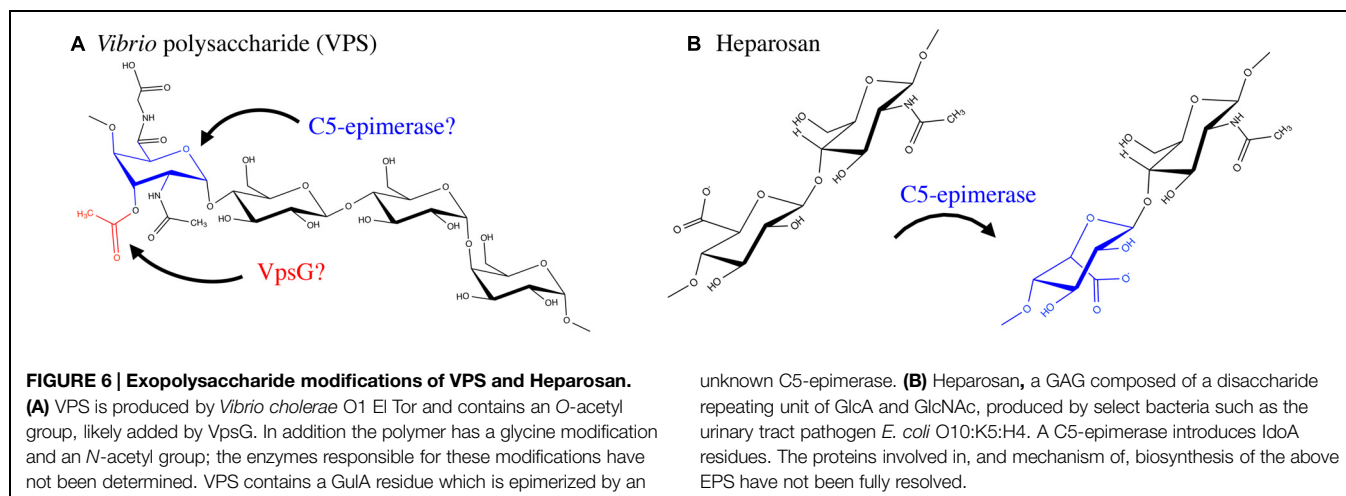 A Vibrio polysaccharide (VPS)
B Heparosan
HO
O
O
NH
O
O
C5-epimerase?
O
O
HN
H₃C
O
O
CH₃
O
VpsG?
OH
O
O
HO
OH
O
OH
O
HO
OH
O
OH
O
HO
OH
O
O
O
HO
H
HO
NH
O
CH₃
O
O⁻
O
O
OH
HO
O
C5-epimerase
O
O
HO
H
HO
NH
O
CH₃
O
O
OH
O⁻
O
O
HO
FIGURE 6 | Exopolysaccharide modifications of VPS and Heparosan.
(A) VPS is produced by Vibrio cholerae O1 El Tor and contains an O-acetyl
group, likely added by VpsG. In addition the polymer has a glycine modification
and an N-acetyl group; the enzymes responsible for these modifications have
not been determined. VPS contains a GulA residue which is epimerized by an
unknown C5-epimerase. (B) Heparosan, a GAG composed of a disaccharide
repeating unit of GlcA and GlcNAc, produced by select bacteria such as the
urinary tract pathogen E. coli O10:K5:H4. A C5-epimerase introduces IdoA
residues. The proteins involved in, and mechanism of, biosynthesis of the above
EPS have not been fully resolved.